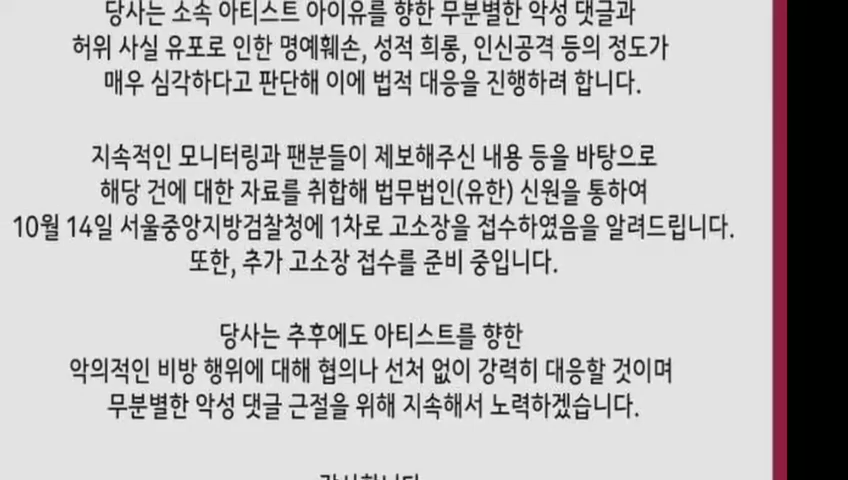 당사는 소속 아티스트 아이유를 향한 무분별한 악성 댓글과
허위 사실 유포로 인한 명예훼손, 성적 희롱, 인신공격 등의 정도가
매우 심각하다고 판단해 이에 법적 대응을 진행하려 합니다.
지속적인 모니터링과 팬분들이 제보해주신 내용 등을 바탕으로
해당 건에 대한 자료를 취합해 법무법인(유한) 신원을 통하여
10월 14일 서울중앙지방검찰청에 1차로 고소장을 접수하였음을 알려드립니다.
또한, 추가 고소장 접수를 준비 중입니다.
당사는 추후에도 아티스트를 향한
악의적인 비방 행위에 대해 협의나 선처 없이 강력히 대응할 것이며
무분별한 악성 댓글 근절을 위해 지속해서 노력하겠습니다.